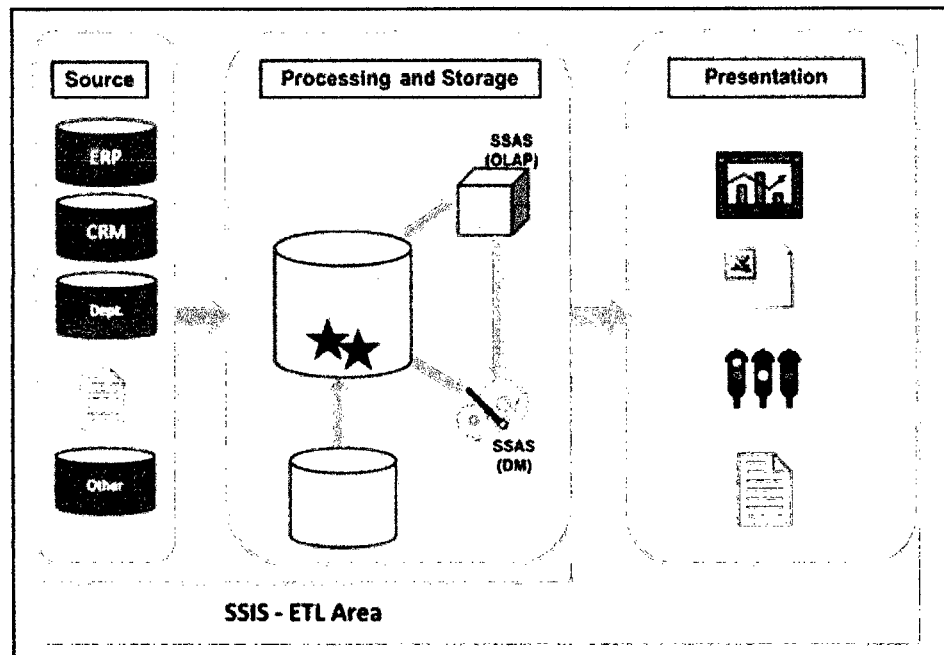 Source
ERP
CRM
Dept.
Other
Processing and Storage
SSAS
(OLAP)
SSAS
(DM)
Presentation
SSIS - ETL Area